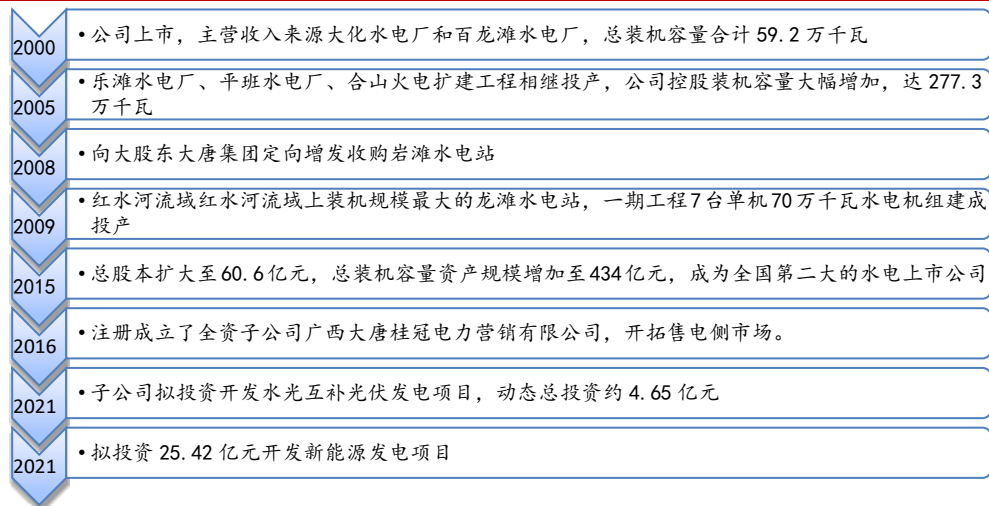 2000
•公司上市，主营收入来源大化水电厂和百龙滩水电厂，总装机容量合计 59.2 万千瓦
2005
•乐滩水电厂、平班水电厂、合山火电扩建工程相继投产，公司控股装机容量大幅增加，达 277.3
万千瓦
2008
•向大股东大唐集团定向增发收购岩滩水电站
2009
•红水河流域红水河流域上装机规模最大的龙滩水电站，一期工程7台单机70万千瓦水电机组建成
投产
2015
•总股本扩大至60.6亿元，总装机容量资产规模增加至434亿元，成为全国第二大的水电上市公司
2016
•注册成立了全资子公司广西大唐桂冠电力营销有限公司，开拓售电侧市场。
2021
•子公司拟投资开发水光互补光伏发电项目，动态总投资约 4.65 亿元
2021
•拟投资 25.42 亿元开发新能源发电项目